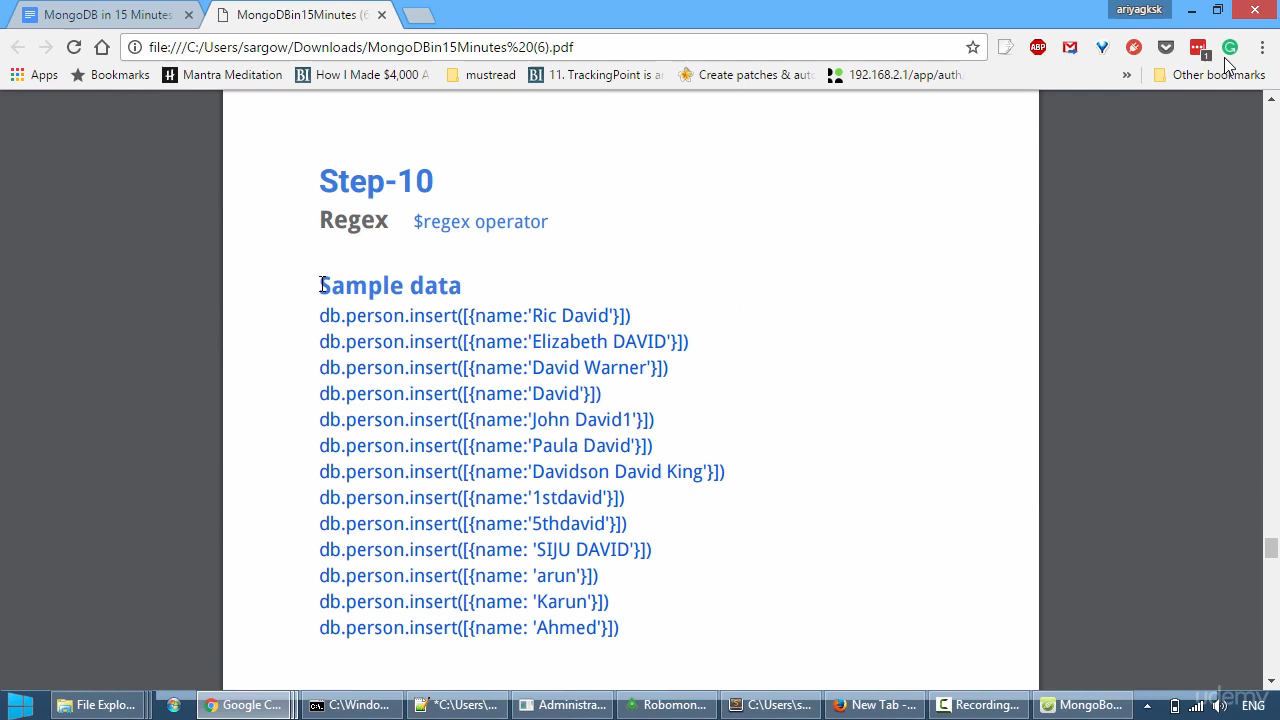 MongoDB in 15 Minutes
MongoDBin15Minutes (6
ariyagksk
file:///C:/Users/sargow/Downloads/MongoDBin15Minutes%20(6).pdf
ABP
1
Apps
Bookmarks
Mantra Meditation
BI How I Made $4,000 A
mustread
BI 11. TrackingPoint is a
Create patches & auto
192.168.2.1/app/auth
»
Other bookmarks
Step-10
Regex $regex operator
Sample data
db.person.insert([{name:'Ric David'}])
db.person.insert([{name:'Elizabeth DAVID'}])
db.person.insert([{name:'David Warner'}])
db.person.insert([{name:'David'}])
db.person.insert([{name:'John David1'}])
db.person.insert([{name:'Paula David'}])
db.person.insert([{name:'Davidson David King'}])
db.person.insert([{name:'1stdavid'}])
db.person.insert([{name:'5thdavid'}])
db.person.insert([{name: 'SIJU DAVID'}])
db.person.insert([{name: 'arun'}])
db.person.insert([{name: 'Karun'}])
db.person.insert([{name: 'Ahmed'}])
File Explo...
Google C...
C:\Windo...
*C:\Users\...
Administra...
Robomon...
C:\Users\s...
New Tab -...
Recording...
MongoBo...
ENG
udemy